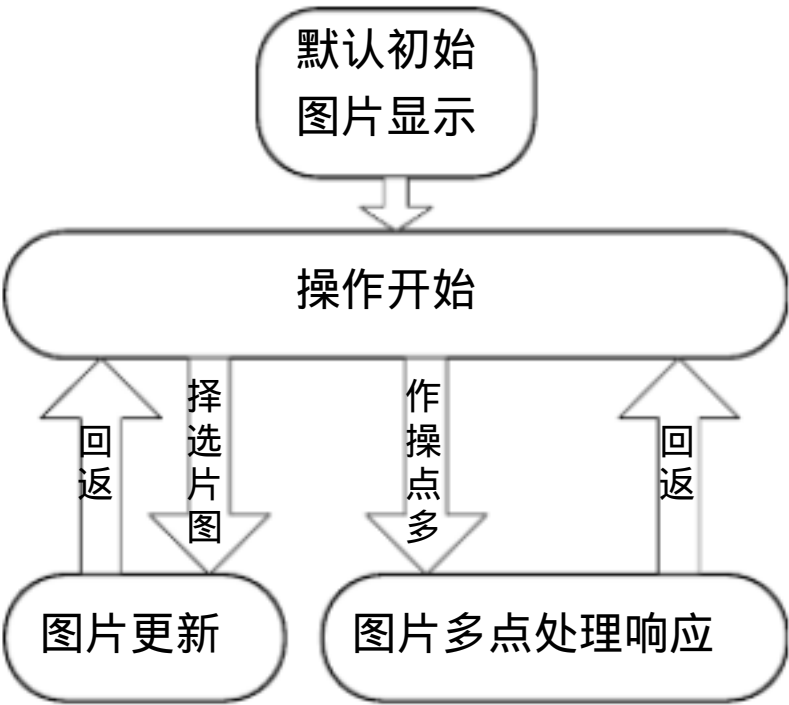 默认初始
图片显示
操作开始
回返
择选片图
作操点多
回返
图片更新
图片多点处理响应